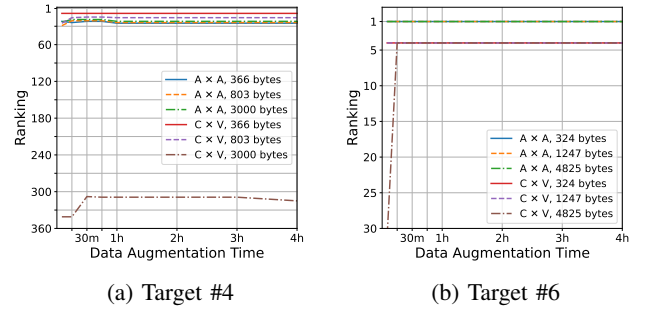 1
60
120
180
240
300
360
Ranking
A × A, 366 bytes
A × A, 803 bytes
A × A, 3000 bytes
C × V, 366 bytes
C × V, 803 bytes
C × V, 3000 bytes
30m 1h 2h 3h 4h
Data Augmentation Time
(a) Target #4
1
5
10
15
20
25
30
Ranking
A × A, 324 bytes
A × A, 1247 bytes
A × A, 4825 bytes
C × V, 324 bytes
C × V, 1247 bytes
C × V, 4825 bytes
30m 1h 2h 3h 4h
Data Augmentation Time
(b) Target #6